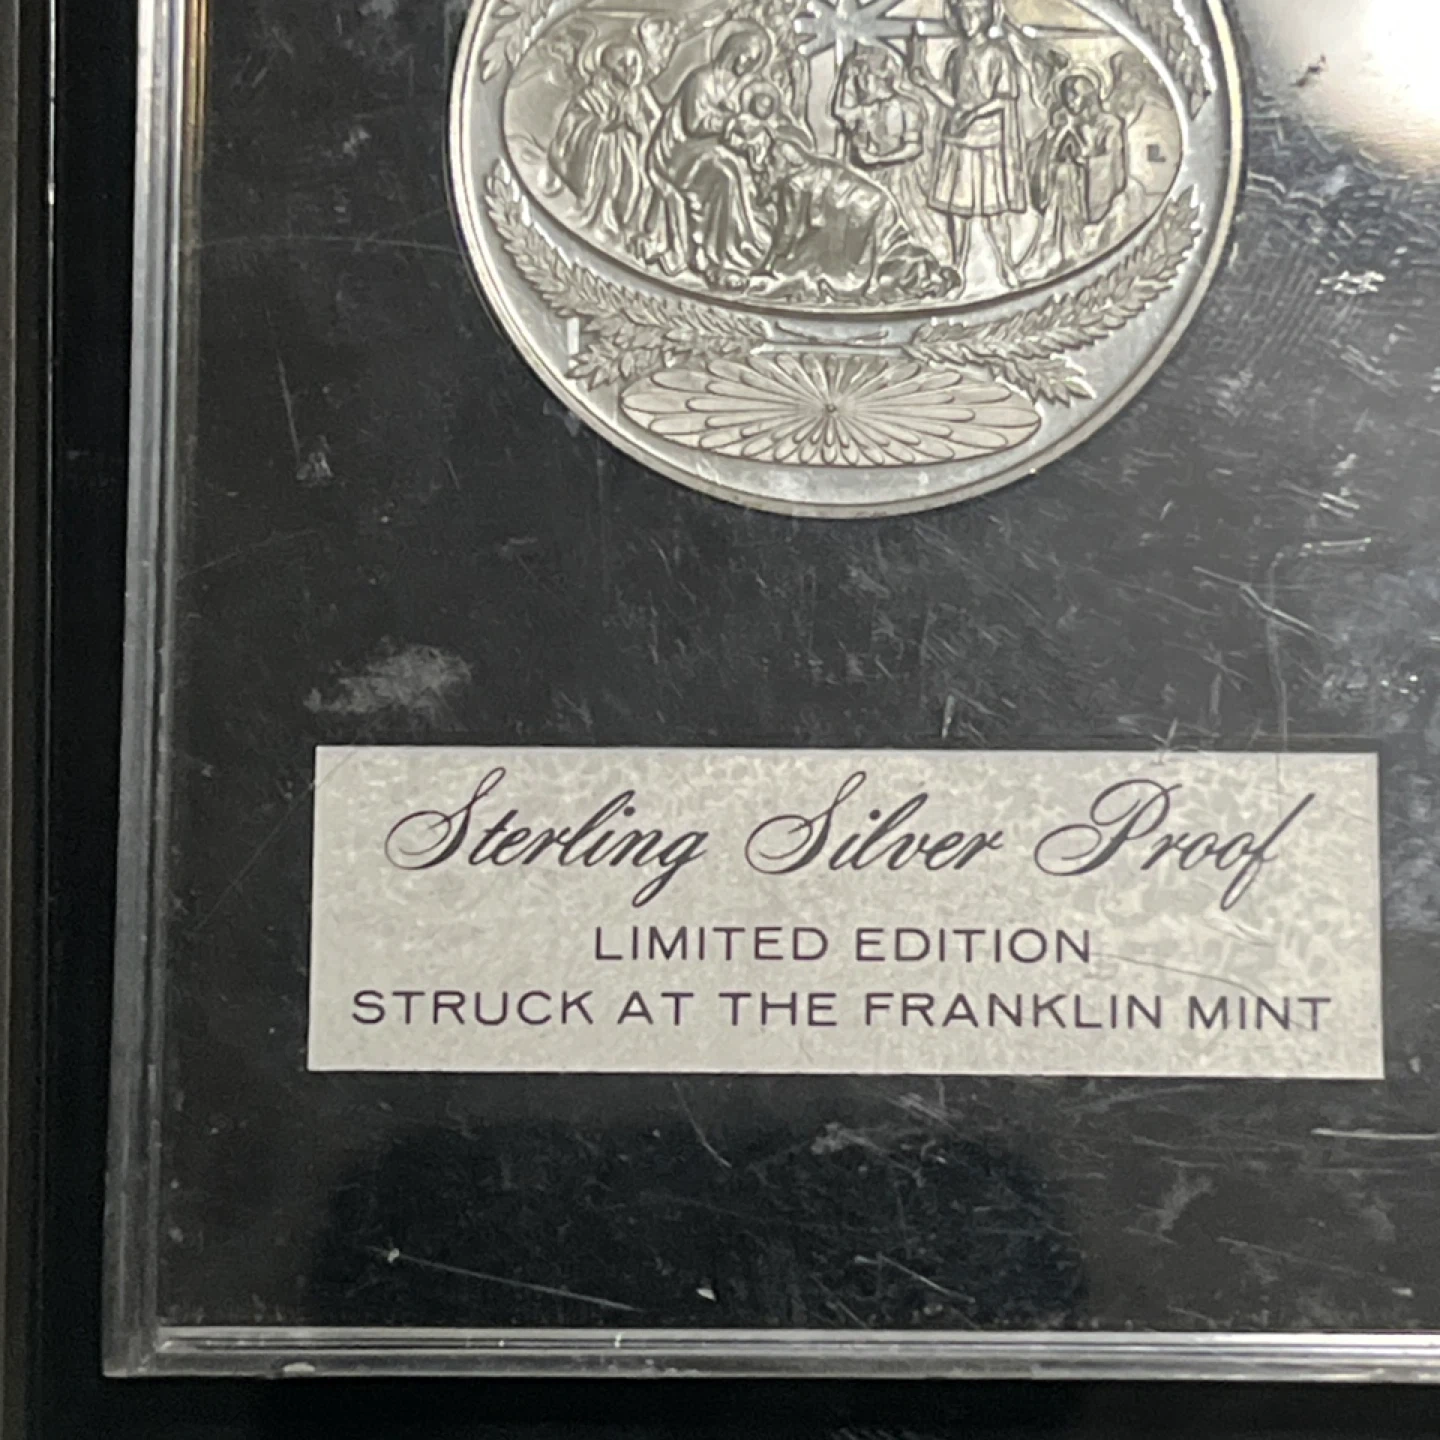 Sterling Silver Proof
LIMITED EDITION
STRUCK AT THE FRANKLIN MINT